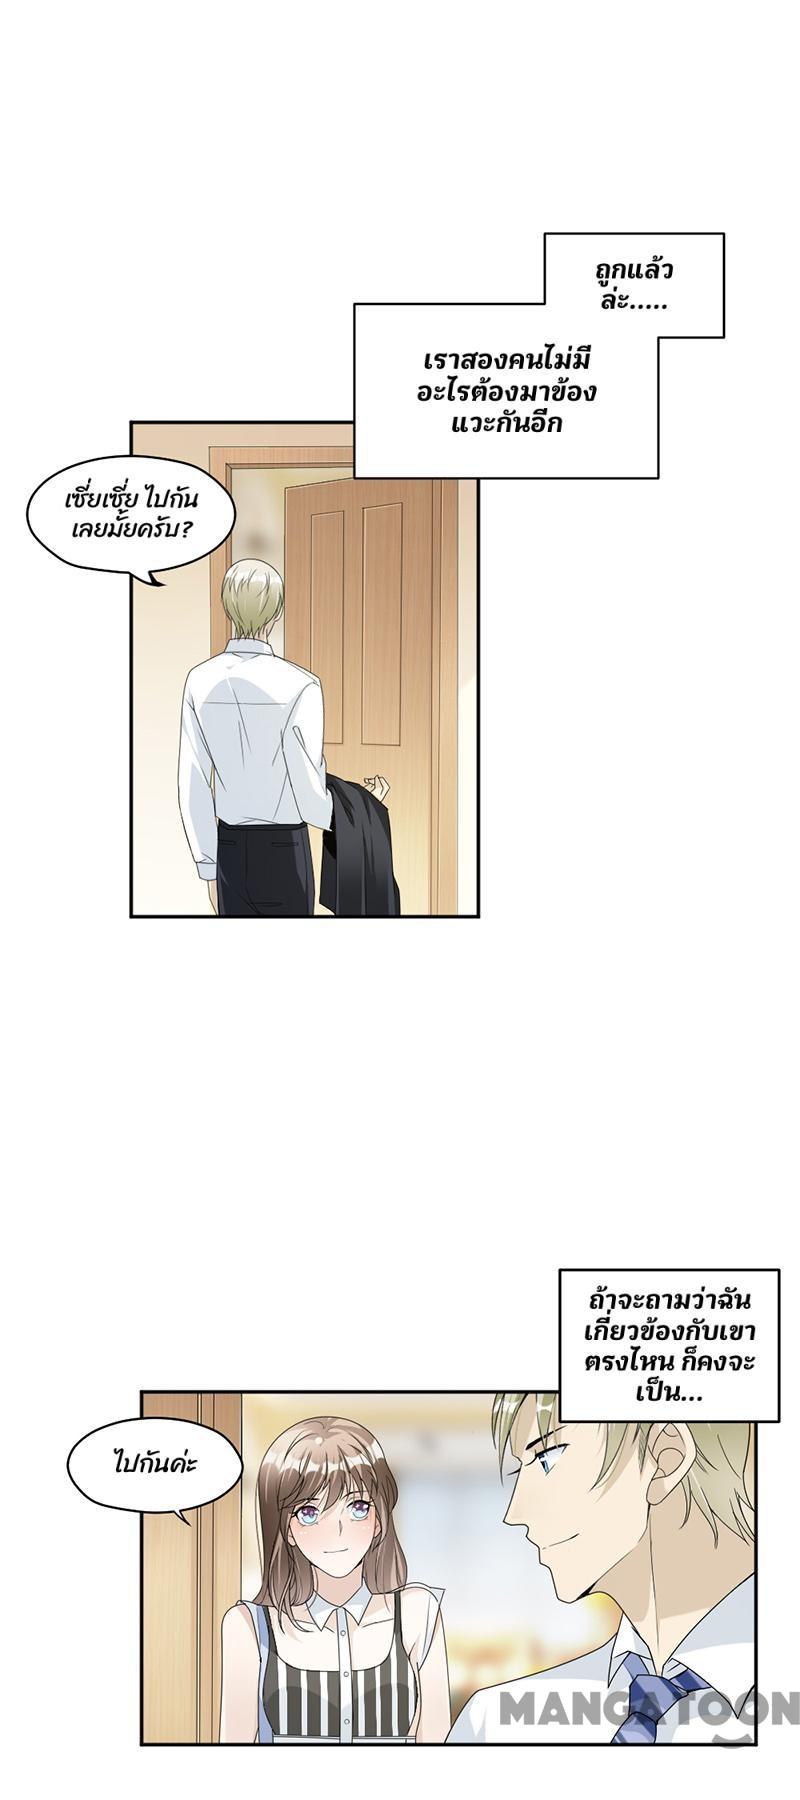 ถูกแล้ว
ล่ะ.....
เราสองคนไม่มี
อะไรต้องมาข้อง
แวะกันอีก
เซี่ยเซี่ย ไปกัน
เลยมั้ยครับ?
ถ้าจะถามว่าฉัน
เกี่ยวข้องกับเขา
ตรงไหน ก็คงจะ
เป็น...
ไปกันค่ะ
MANGATOON